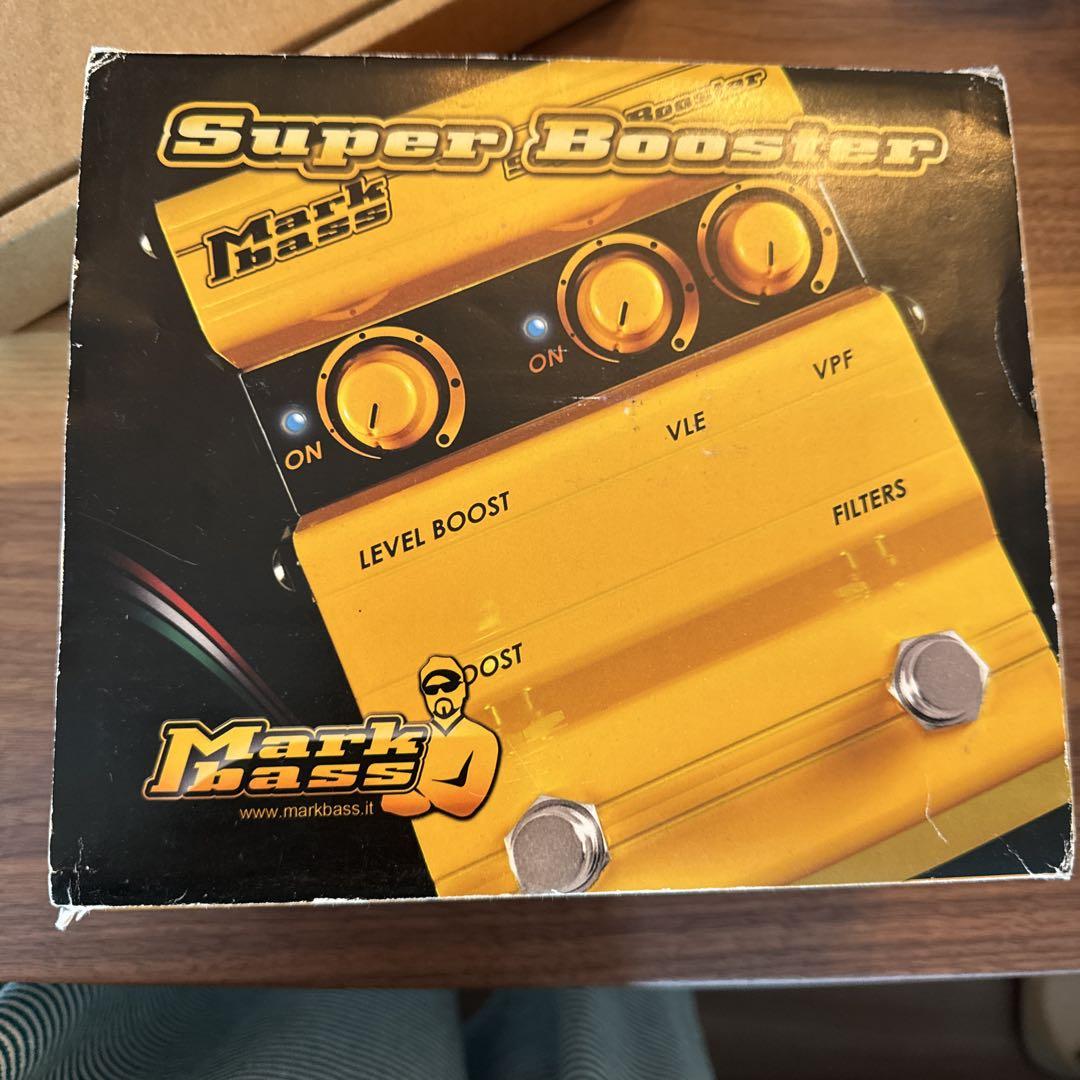 Super Booster
Booster
Mark
bass
ON
ON
VPF
VLE
LEVEL BOOST
FILTERS
OOST
Mark
bass
www.markbass.it